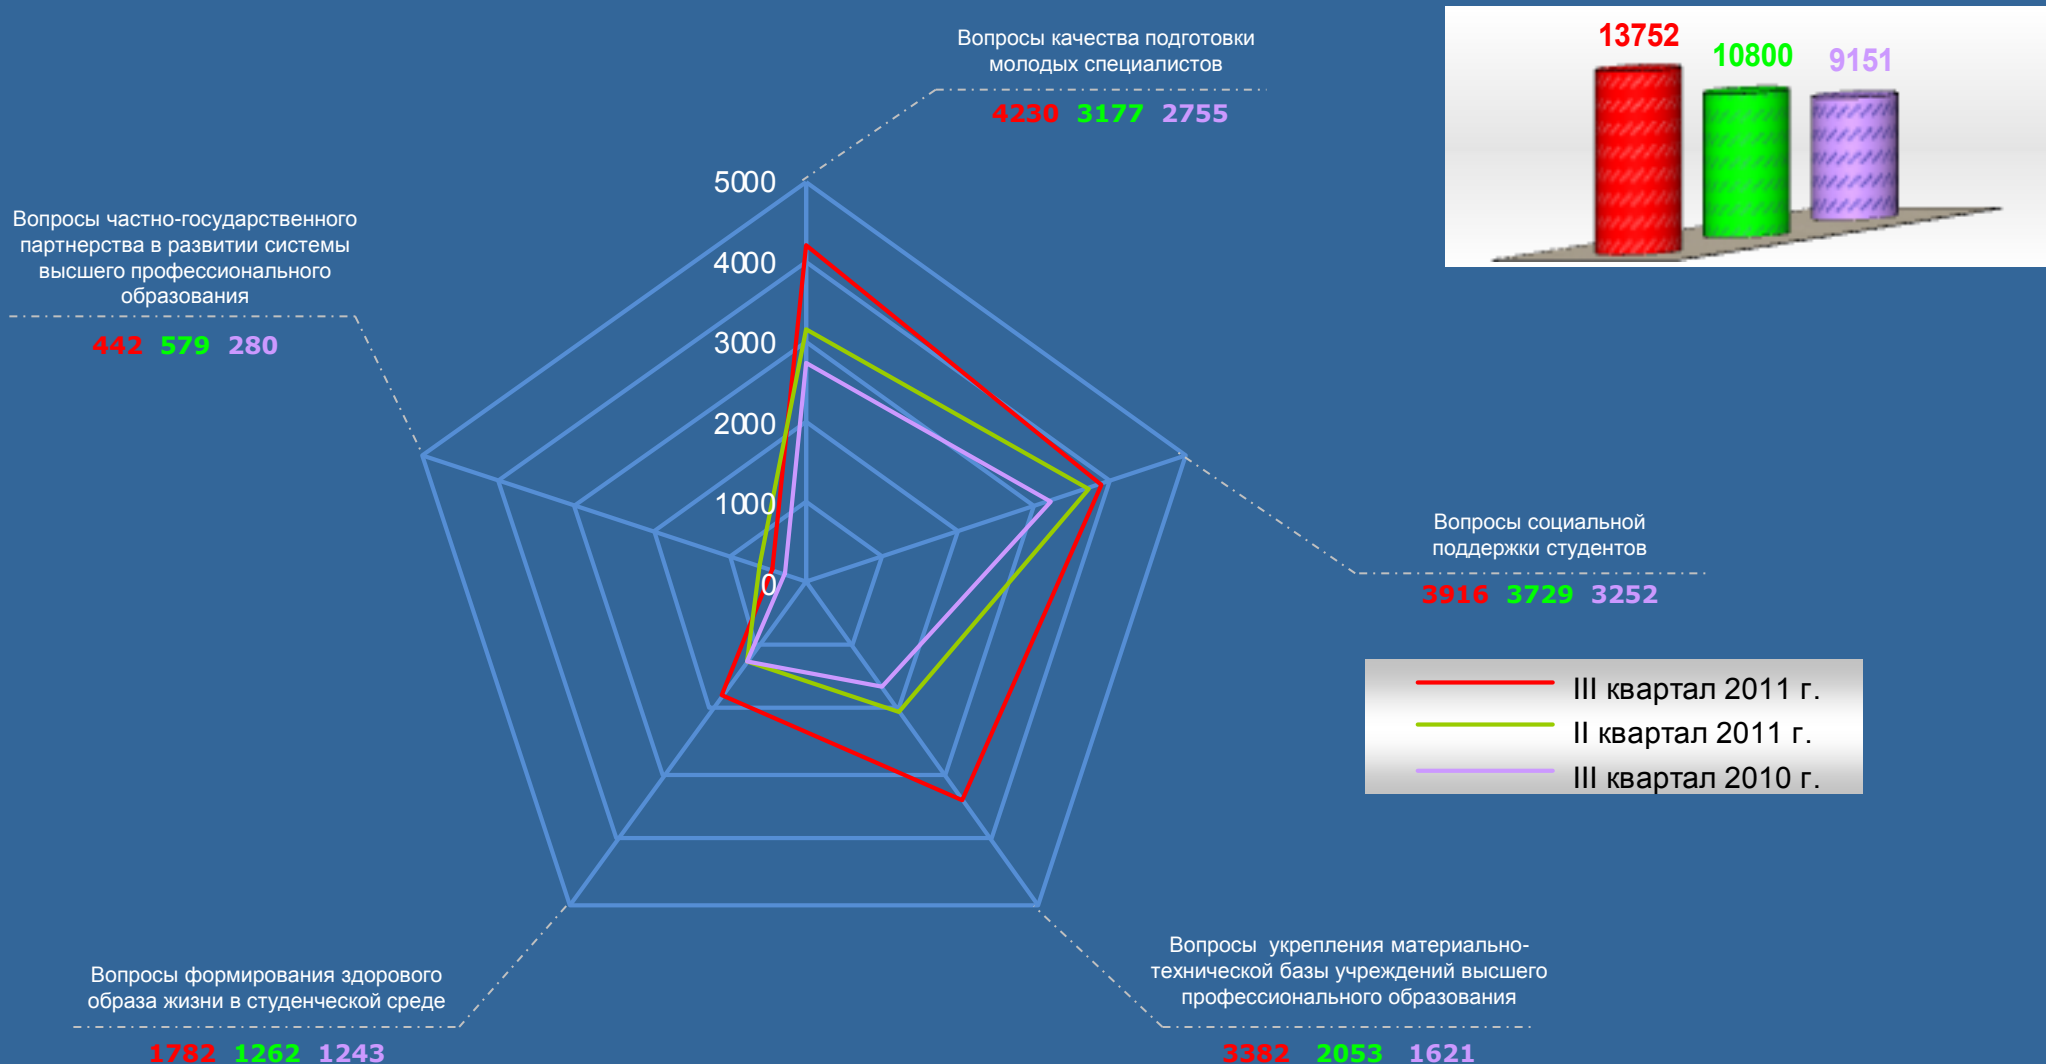 Вопросы качества подготовки
молодых специалистов
4230 3177 2755
13752
10800
9151
5000
4000
3000
2000
1000
0
Вопросы частно-государственного
партнерства в развитии системы
высшего профессионального
образования
442 579 280
Вопросы социальной
поддержки студентов
3916 3729 3252
III квартал 2011 г.
II квартал 2011 г.
III квартал 2010 г.
Вопросы укрепления материально-
технической базы учреждений высшего
профессионального образования
3382 2053 1621
Вопросы формирования здорового
образа жизни в студенческой среде
1782 1262 1243